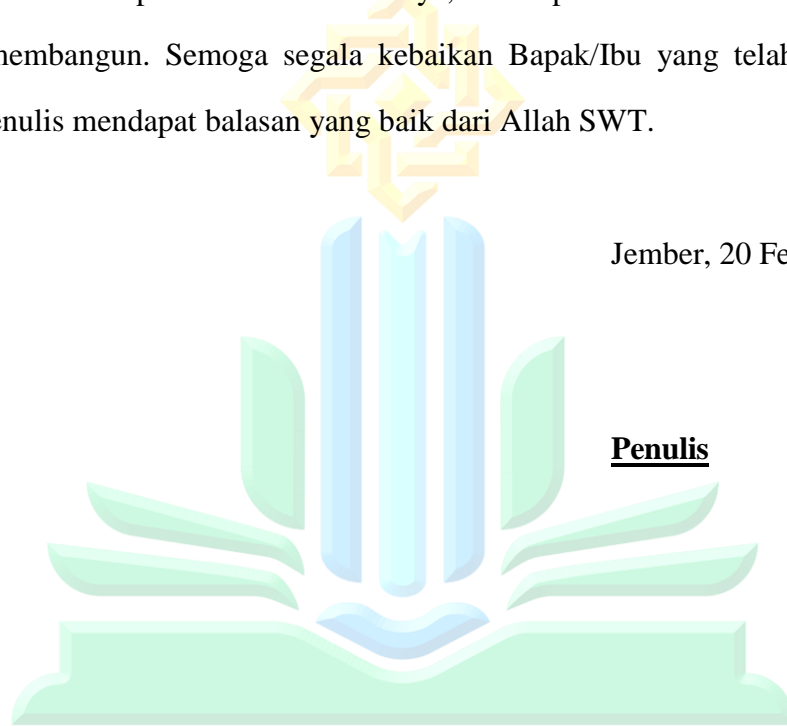 membangun. Semoga segala kebaikan Bapak/Ibu yang telah
enulis mendapat balasan yang baik dari Allah SWT.
Jember, 20 Fe
Penulis